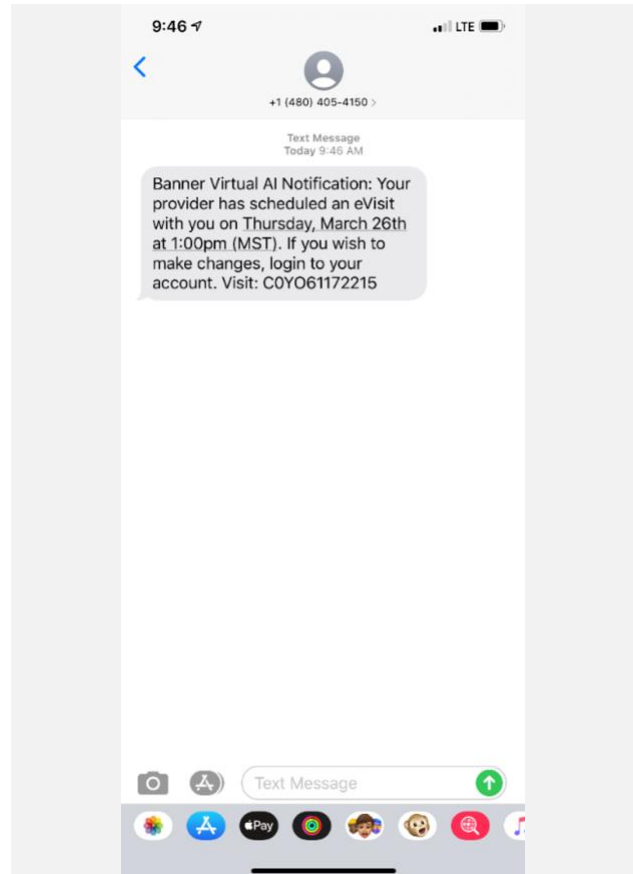 9:46
LTE
+1 (480) 405-4150 >
Text Message
Today 9:46 AM
Banner Virtual AI Notification: Your
provider has scheduled an eVisit
with you on Thursday, March 26th
at 1:00pm (MST). If you wish to
make changes, login to your
account. Visit: C0YO61172215
Text Message
Pay